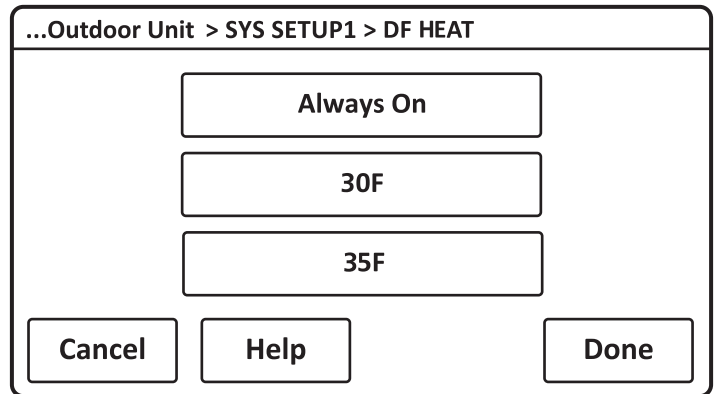 ...Outdoor Unit > SYS SETUP1 > DF HEAT
Always On
30F
35F
Cancel Help Done